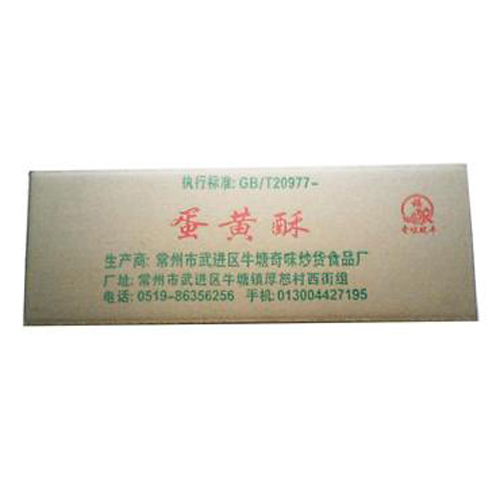 执行标准: GB/T20977-
蛋黄酥
生产商: 常州市武进区牛塘奇味炒货食品厂
厂址: 常州市武进区牛塘镇厚恕村西街组
电话: 0519-86356256 手机: 013004427195